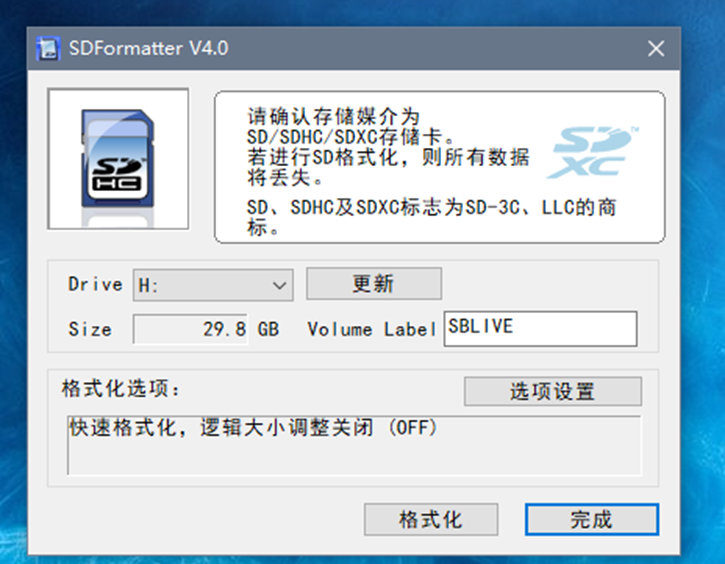 SDFormatter V4.0
SD
HC
请确认存储媒介为
SD/SDHC/SDXC存储卡。
若进行SD格式化，则所有数据
将丢失。
SD、SDHC及SDXC标志为SD-3C、LLC的商
标。
SD™
XC
Drive H: 更新
Size 29.8 GB Volume Label SBLIVE
格式化选项： 选项设置
快速格式化，逻辑大小调整关闭 (OFF)
格式化 完成